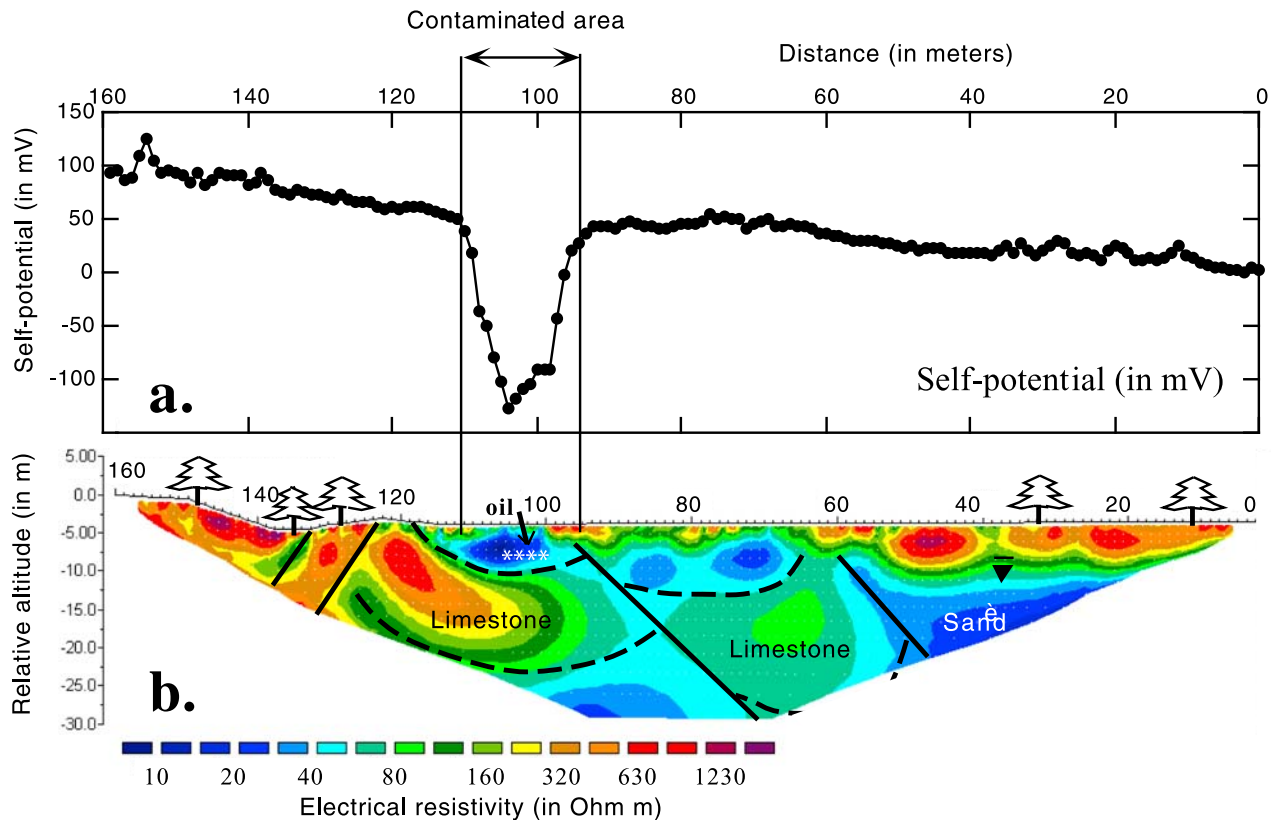 Contaminated area
Distance (in meters)
160 140 120 100 80 60 40 20 0
150
100
50
0
-50
-100
Self-potential (in mV)
a.
Self-potential (in mV)
5.00
0.0
-5.00
-10.0
-15.0
-20.0
-25.0
-30.0
Relative altitude (in m)
160 140 120 100 80 60 40 20 0
oil
****
Limestone
Limestone
Sand
è
b.
10 20 40 80 160 320 630 1230
Electrical resistivity (in Ohm m)